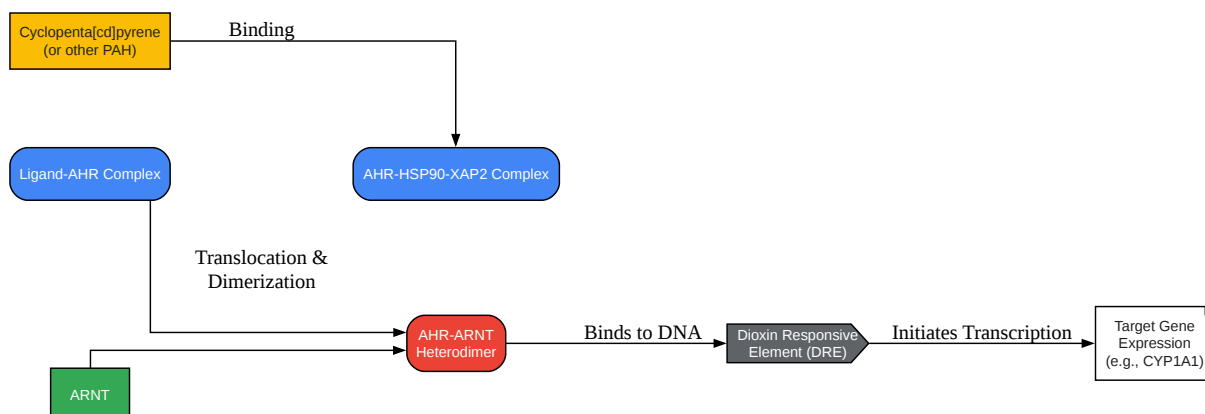 Cyclopenta[cd]pyrene
(or other PAH)
Binding
Ligand-AHR Complex
AHR-HSP90-XAP2 Complex
Translocation &
Dimerization
AHR-ARNT
Heterodimer
Binds to DNA
Dioxin Responsive
Element (DRE)
Initiates Transcription
Target Gene
Expression
(e.g., CYP1A1)
ARNT